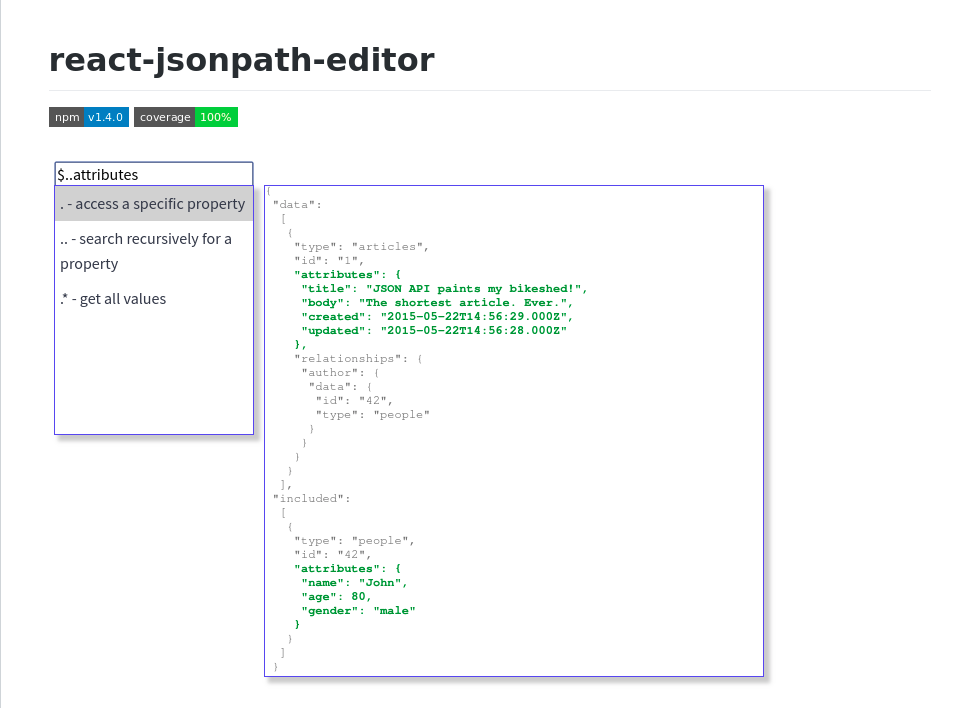 react-jsonpath-editor
npm v1.4.0 coverage 100%
$..attributes
. - access a specific property
.. - search recursively for a
property
.* - get all values
{
"data":
[
{
"type": "articles",
"id": "1",
"attributes": {
"title": "JSON API paints my bikeshed!",
"body": "The shortest article. Ever.",
"created": "2015-05-22T14:56:29.000Z",
"updated": "2015-05-22T14:56:28.000Z"
},
"relationships": {
"author": {
"data": {
"id": "42",
"type": "people"
}
}
}
}
],
"included":
[
{
"type": "people",
"id": "42",
"attributes": {
"name": "John",
"age": 80,
"gender": "male"
}
}
]
}